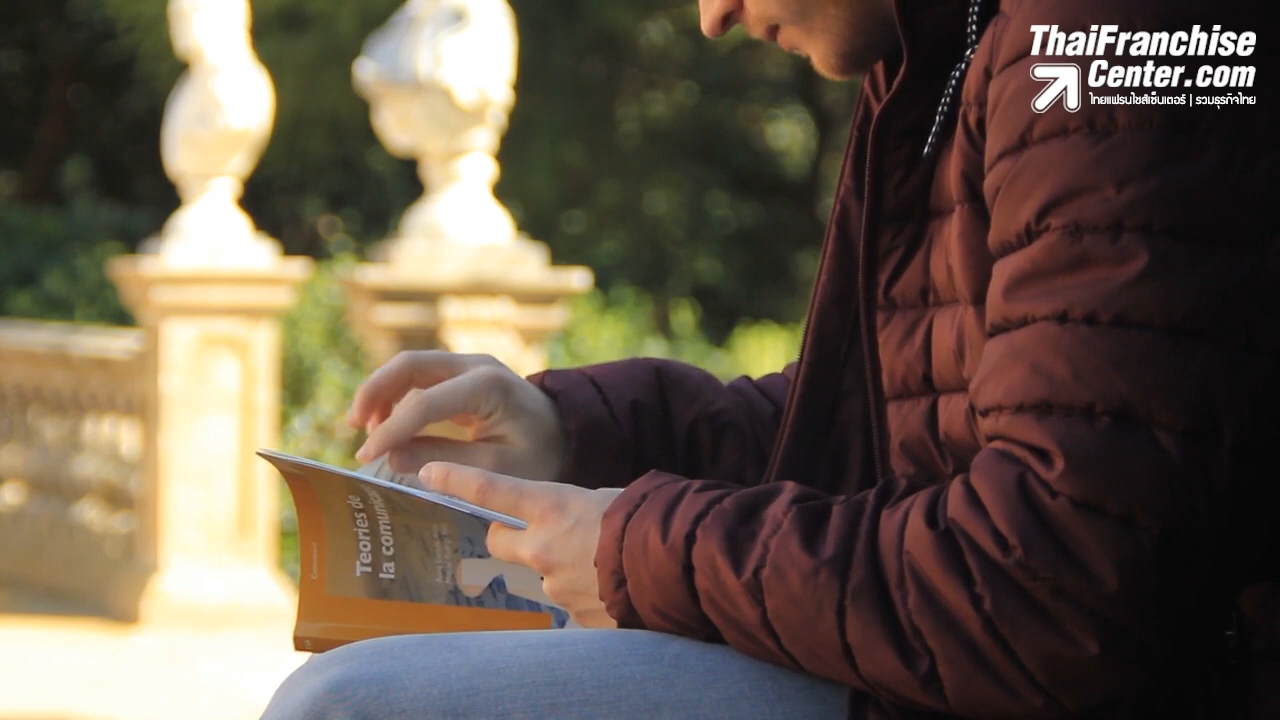 ThaiFranchise
Center.com
ไทยแฟรนไชส์เซ็นเตอร์ | รวมธุรกิจไทย
Teories de
la comunicac